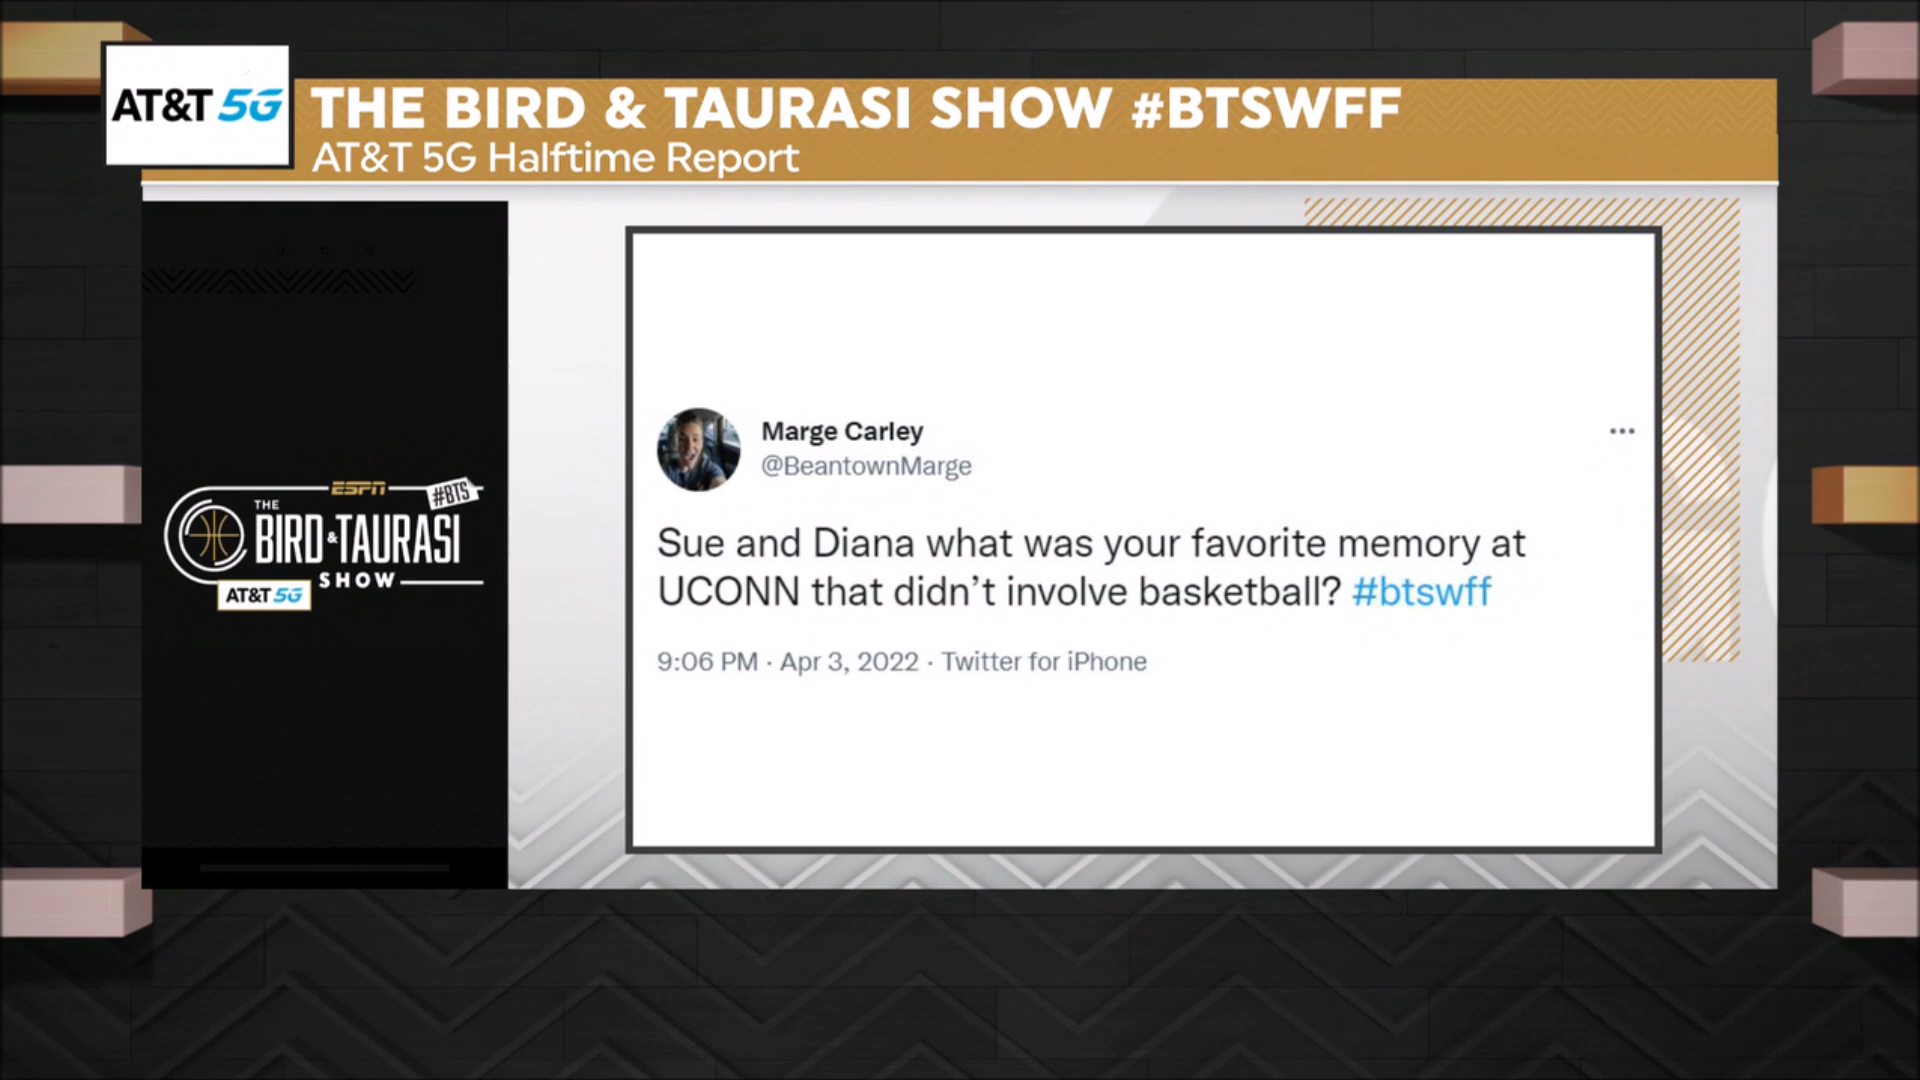 AT&T 5G
THE BIRD & TAURASI SHOW #BTSWFF
AT&T 5G Halftime Report
ESPN
#BTS
THE
BIRD & TAURASI
SHOW
AT&T 5G
Marge Carley
@BeantownMarge
Sue and Diana what was your favorite memory at
UCONN that didn’t involve basketball? #btswff
9:06 PM · Apr 3, 2022 · Twitter for iPhone